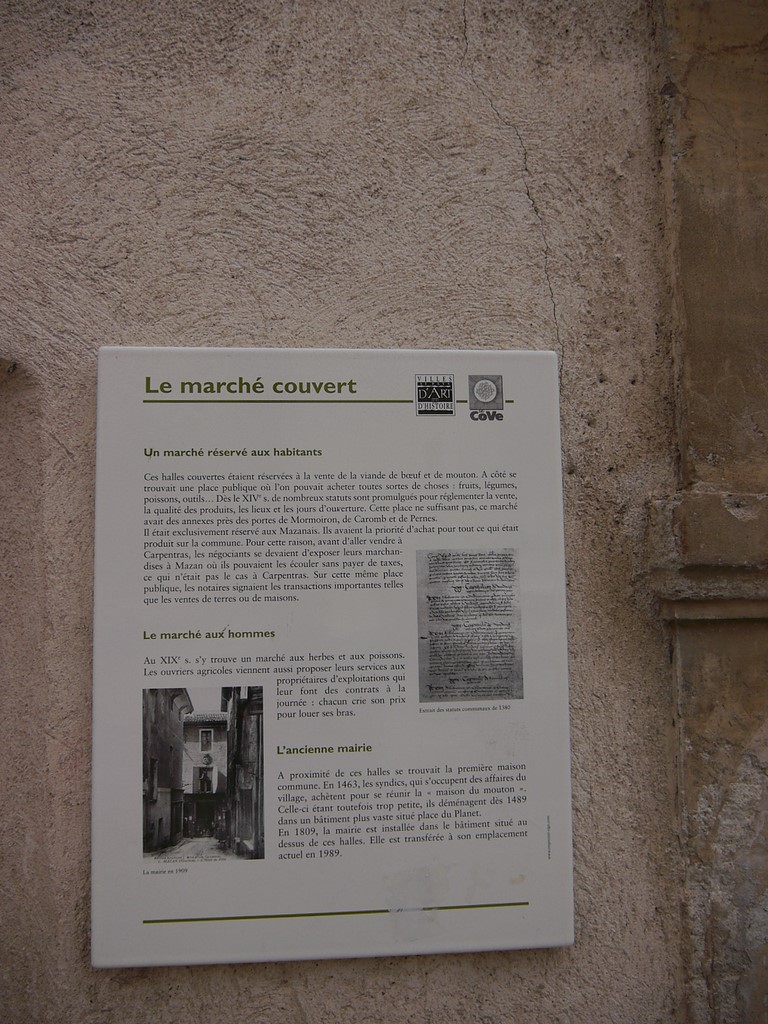 Le marché couvert
VILLES
D'ART
D'HISTOIRE
CoVe
Un marché réservé aux habitants
Ces halles couvertes étaient réservées à la vente de la viande de bœuf et de mouton. A côté se
trouvait une place publique où l'on pouvait acheter toutes sortes de choses : fruits, légumes,
poissons, outils... Dès le XIVe s. de nombreux statuts sont promulgués pour réglementer la vente,
la qualité des produits, les lieux et les jours d'ouverture. Cette place ne suffisant pas, ce marché
avait des annexes près des portes de Mormoiron, de Caromb et de Pernes.
Il était exclusivement réservé aux Mazanais. Ils avaient la priorité d'achat pour tout ce qui était
produit sur la commune. Pour cette raison, avant d'aller vendre à
Carpentras, les négociants se devaient d'exposer leurs marchan-
dises à Mazan où ils pouvaient les écouler sans payer de taxes,
ce qui n'était pas le cas à Carpentras. Sur cette même place
publique, les notaires signaient les transactions importantes telles
que les ventes de terres ou de maisons.
Extrait des statuts communaux de 1380
Le marché aux hommes
Au XIXe s. s'y trouve un marché aux herbes et aux poissons.
Les ouvriers agricoles viennent aussi proposer leurs services aux
propriétaires d'exploitations qui
leur font des contrats à la
journée : chacun crie son prix
pour louer ses bras.
La mairie en 1909
L'ancienne mairie
A proximité de ces halles se trouvait la première maison
commune. En 1463, les syndics, qui s'occupent des affaires du
village, achètent pour se réunir la « maison du mouton ».
Celle-ci étant toutefois trop petite, ils déménagent dès 1489
dans un bâtiment plus vaste situé place du Planet.
En 1809, la mairie est installée dans le bâtiment situé au
dessus de ces halles. Elle est transférée à son emplacement
actuel en 1989.